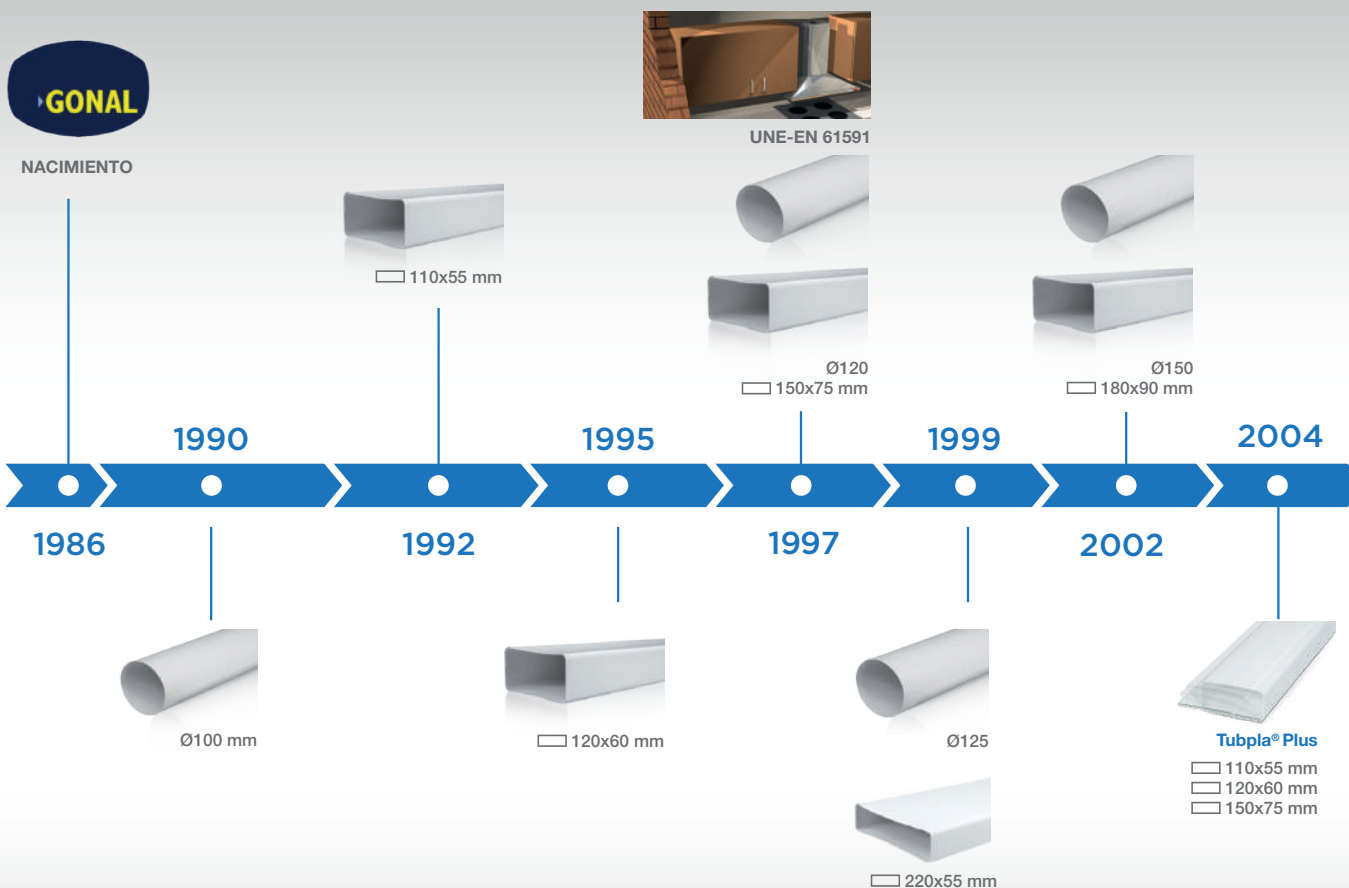 GONAL
NACIMIENTO
1986
1990
Ø100 mm
110x55 mm
1992
1995
120x60 mm
UNE-EN 61591
Ø120
150x75 mm
1997
1999
Ø125
220x55 mm
Ø150
180x90 mm
2002
2004
Tubpla® Plus
110x55 mm
120x60 mm
150x75 mm